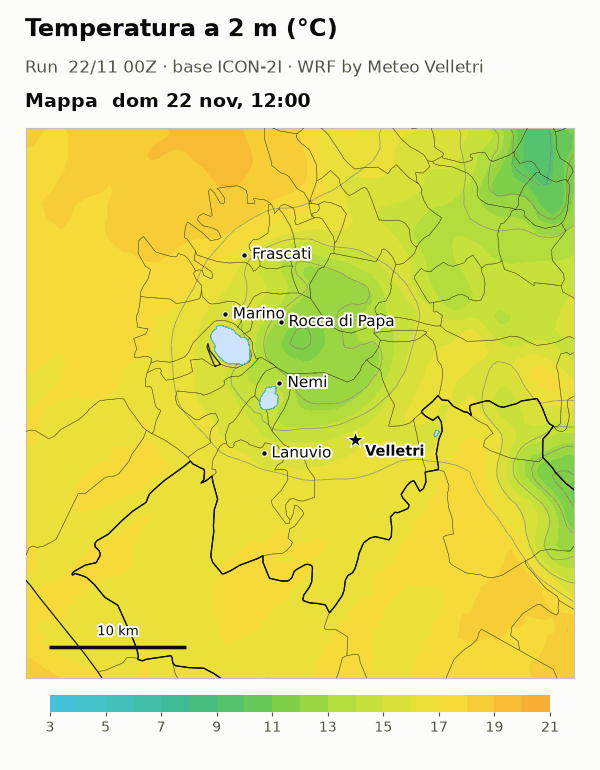 Temperatura a 2 m (°C)
Run  22/11 00Z · base ICON-2I · WRF by Meteo Velletri
Mappa  dom 22 nov, 12:00
Frascati
Marino
Rocca di Papa
Nemi
Velletri
Lanuvio
10 km
3 5 7 9 11 13 15 17 19 21